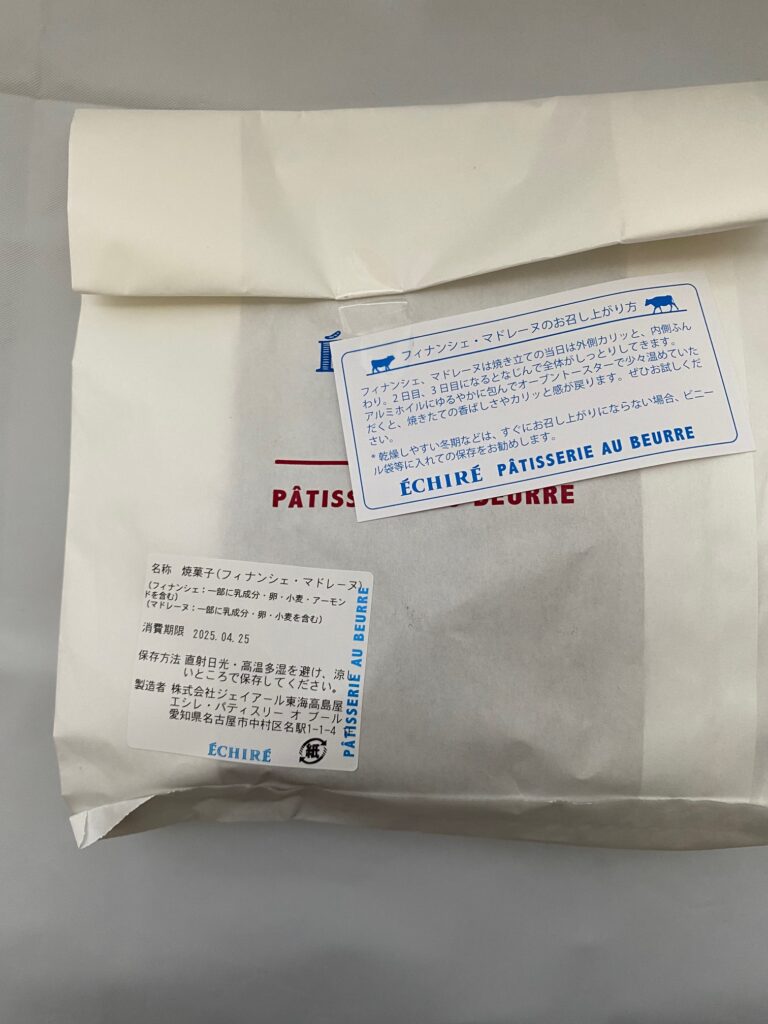 フィナンシェ・マドレーヌのお召し上がり方
フィナンシェ、マドレーヌは焼き立ての当日は外側カリッと、内側ふん
わり。2日目、3日目になるとなじんで全体がしっとりしてきます。
アルミホイルにゆるやかに包んでオーブントースターで少々温めていた
だくと、焼きたての香ばしさやカリッと感が戻ります。ぜひお試しくだ
さい。
*乾燥しやすい冬期などは、すぐにお召し上がりにならない場合、ビニー
ル袋等に入れての保存をお勧めします。
ÉCHIRÉ PÂTISSERIE AU BEURRE
É
PÂTIS AU BEURRE
名称 焼菓子(フィナンシェ・マドレーヌ)
(フィナンシェ:一部に乳成分・卵・小麦・アーモン
ドを含む)
(マドレーヌ:一部に乳成分・卵・小麦を含む)
消費期限 2025.04.25
保存方法 直射日光・高温多湿を避け、涼し
いところで保存してください。
製造者 株式会社ジェイアール東海高島屋
エシレ・パティスリー オ ブール
愛知県名古屋市中村区名駅1-1-4
ÉCHIRÉ
紙
PÂTISSERIE AU BEURRE